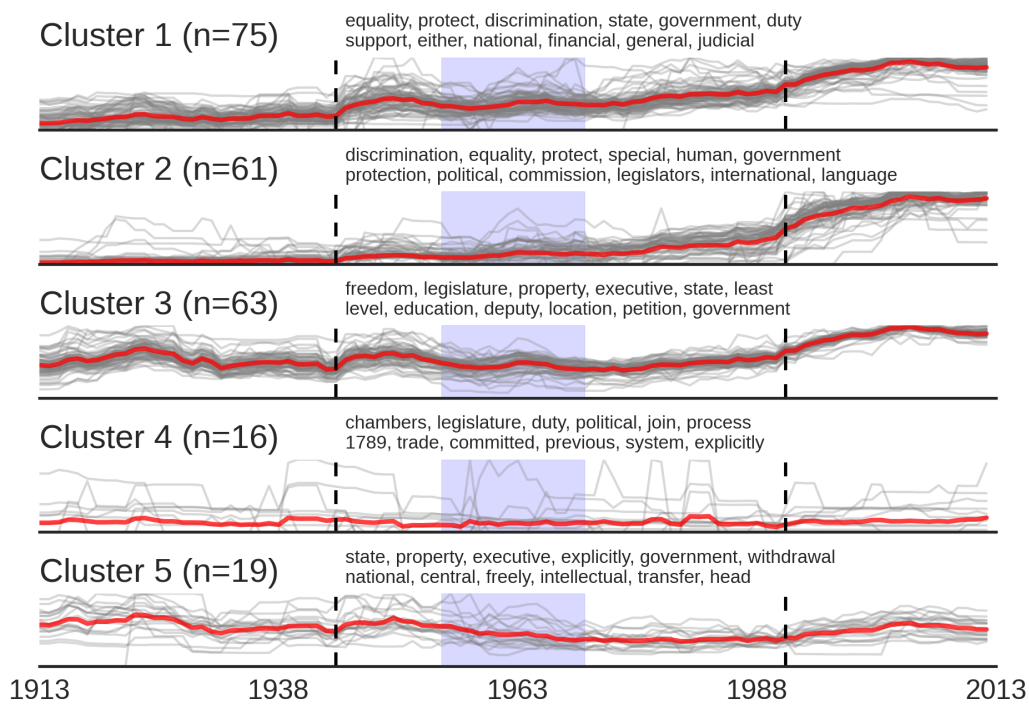 Cluster 1 (n=75)
equality, protect, discrimination, state, government, duty
support, either, national, financial, general, judicial
Cluster 2 (n=61)
discrimination, equality, protect, special, human, government
protection, political, commission, legislators, international, language
Cluster 3 (n=63)
freedom, legislature, property, executive, state, least
level, education, deputy, location, petition, government
Cluster 4 (n=16)
chambers, legislature, duty, political, join, process
1789, trade, committed, previous, system, explicitly
Cluster 5 (n=19)
state, property, executive, explicitly, government, withdrawal
national, central, freely, intellectual, transfer, head
1913 1938 1963 1988 2013